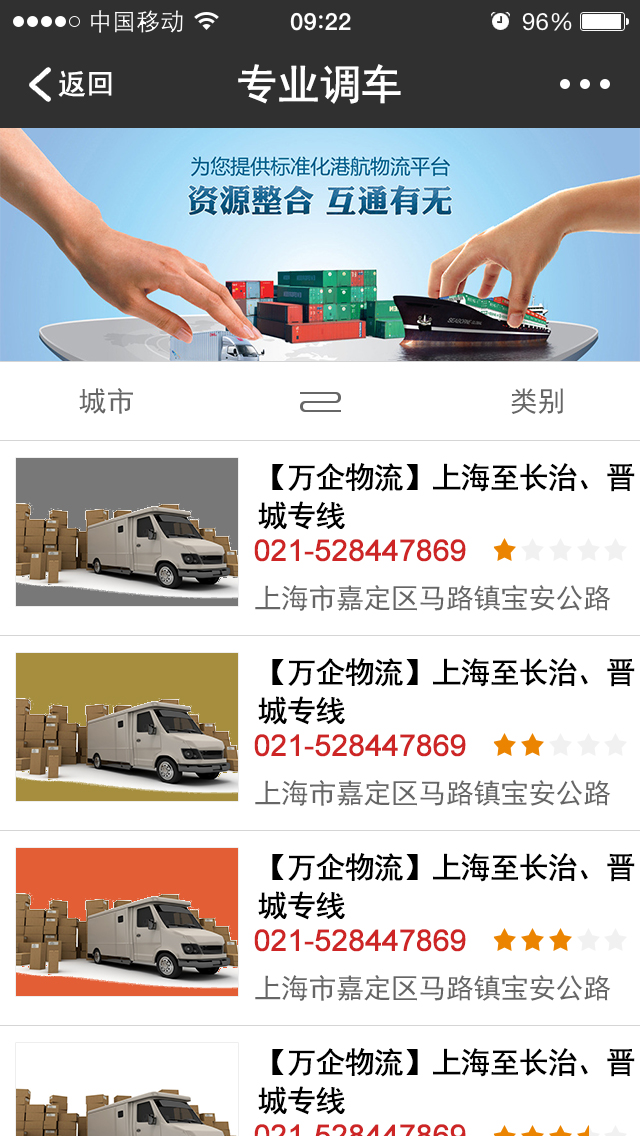 中国移动 09:22 96%
返回 专业调车
为您提供标准化港航物流平台
资源整合 互通有无
城市 类别
【万企物流】上海至长治、晋
城专线
021-528447869
上海市嘉定区马路镇宝安公路
【万企物流】上海至长治、晋
城专线
021-528447869
上海市嘉定区马路镇宝安公路
【万企物流】上海至长治、晋
城专线
021-528447869
上海市嘉定区马路镇宝安公路
【万企物流】上海至长治、晋
城专线
021-528447869